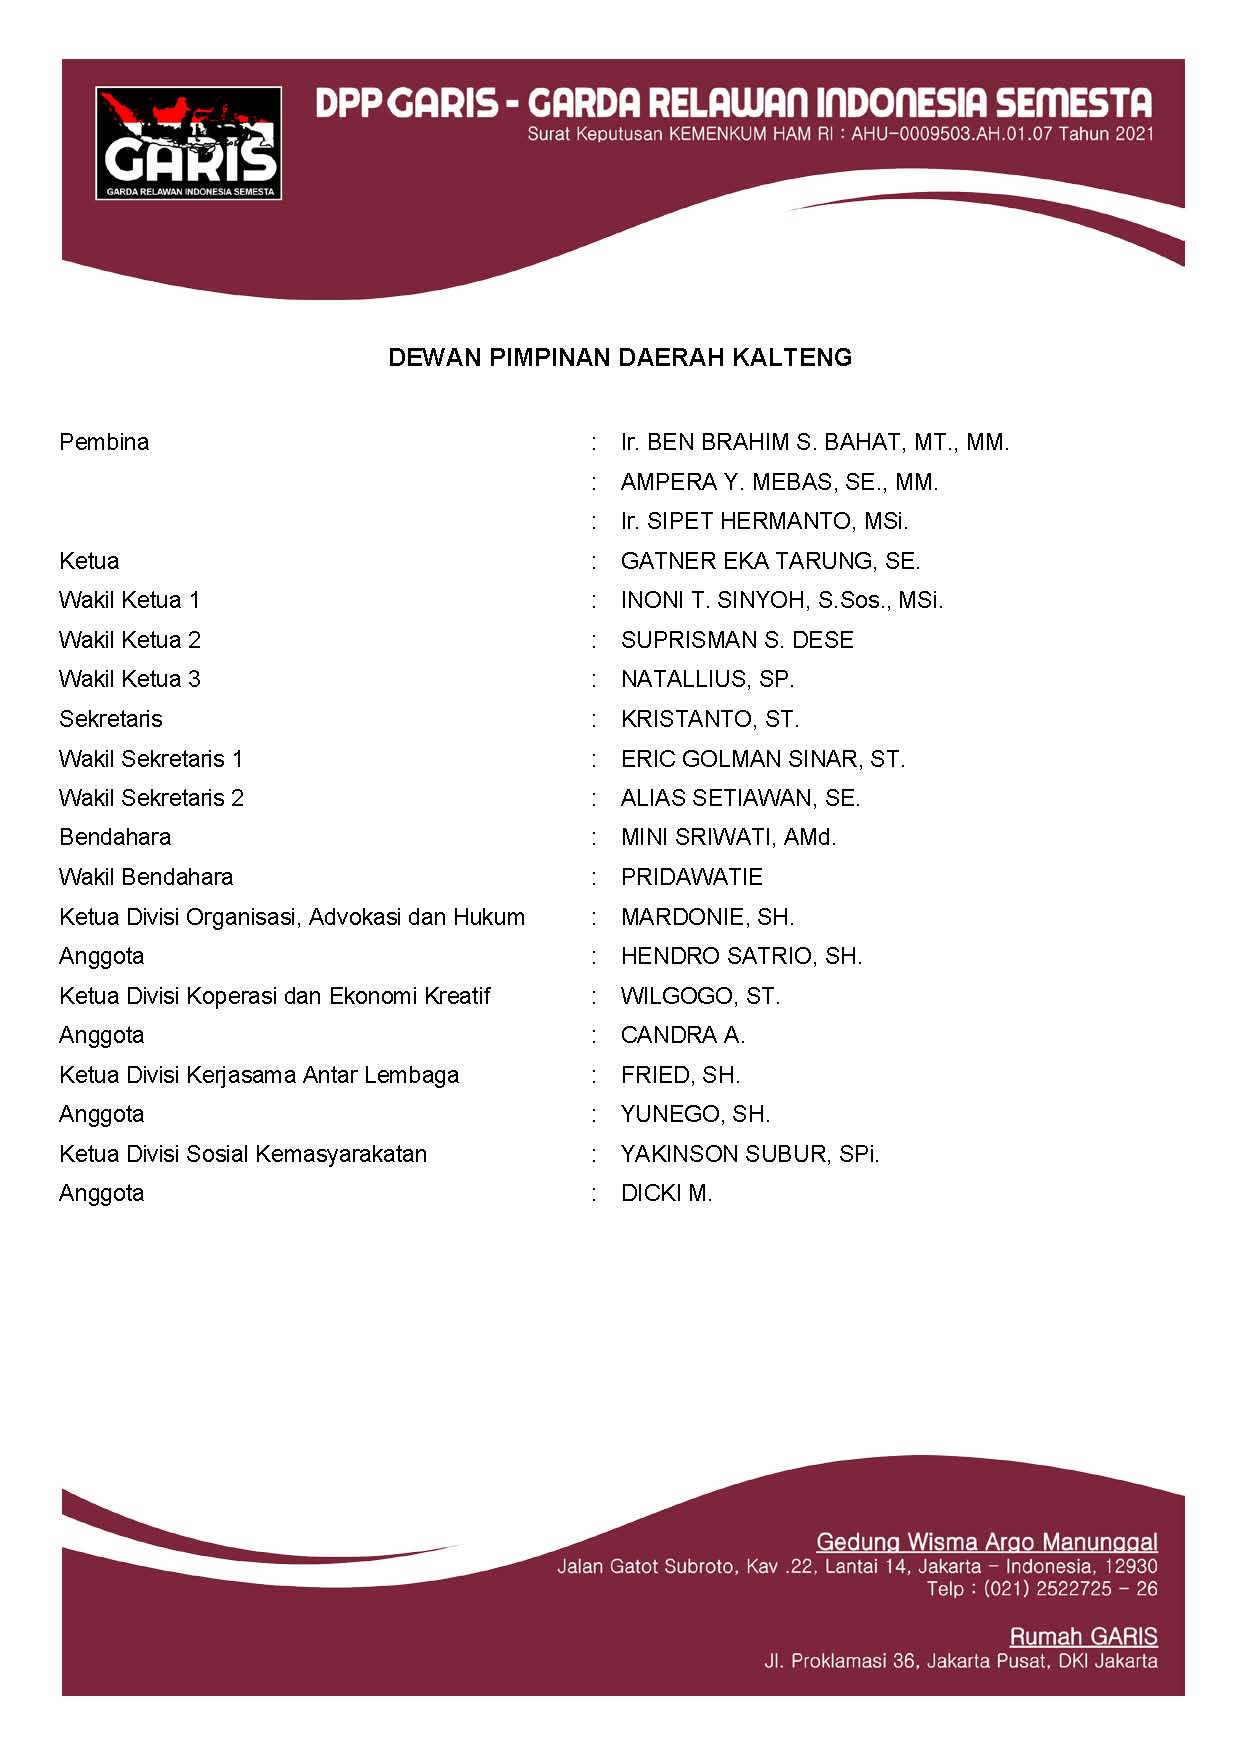 GARIS
GARDA RELAWAN INDONESIA SEMESTA
DPP GARIS - GARDA RELAWAN INDONESIA SEMESTA
Surat Keputusan KEMENKUM HAM RI : AHU-0009503.AH.01.07 Tahun 2021
DEWAN PIMPINAN DAERAH KALTENG
Pembina : Ir. BEN BRAHIM S. BAHAT, MT., MM.
: AMPERA Y. MEBAS, SE., MM.
: Ir. SIPET HERMANTO, MSi.
Ketua : GATNER EKA TARUNG, SE.
Wakil Ketua 1 : INONI T. SINYOH, S.Sos., MSi.
Wakil Ketua 2 : SUPRISMAN S. DESE
Wakil Ketua 3 : NATALLIUS, SP.
Sekretaris : KRISTANTO, ST.
Wakil Sekretaris 1 : ERIC GOLMAN SINAR, ST.
Wakil Sekretaris 2 : ALIAS SETIAWAN, SE.
Bendahara : MINI SRIWATI, AMd.
Wakil Bendahara : PRIDAWATIE
Ketua Divisi Organisasi, Advokasi dan Hukum : MARDONIE, SH.
Anggota : HENDRO SATRIO, SH.
Ketua Divisi Koperasi dan Ekonomi Kreatif : WILGOGO, ST.
Anggota : CANDRA A.
Ketua Divisi Kerjasama Antar Lembaga : FRIED, SH.
Anggota : YUNEGO, SH.
Ketua Divisi Sosial Kemasyarakatan : YAKINSON SUBUR, SPi.
Anggota : DICKI M.
Gedung Wisma Argo Manunggal
Jalan Gatot Subroto, Kav .22, Lantai 14, Jakarta - Indonesia, 12930
Telp : (021) 2522725 - 26
Rumah GARIS
Jl. Proklamasi 36, Jakarta Pusat, DKI Jakarta